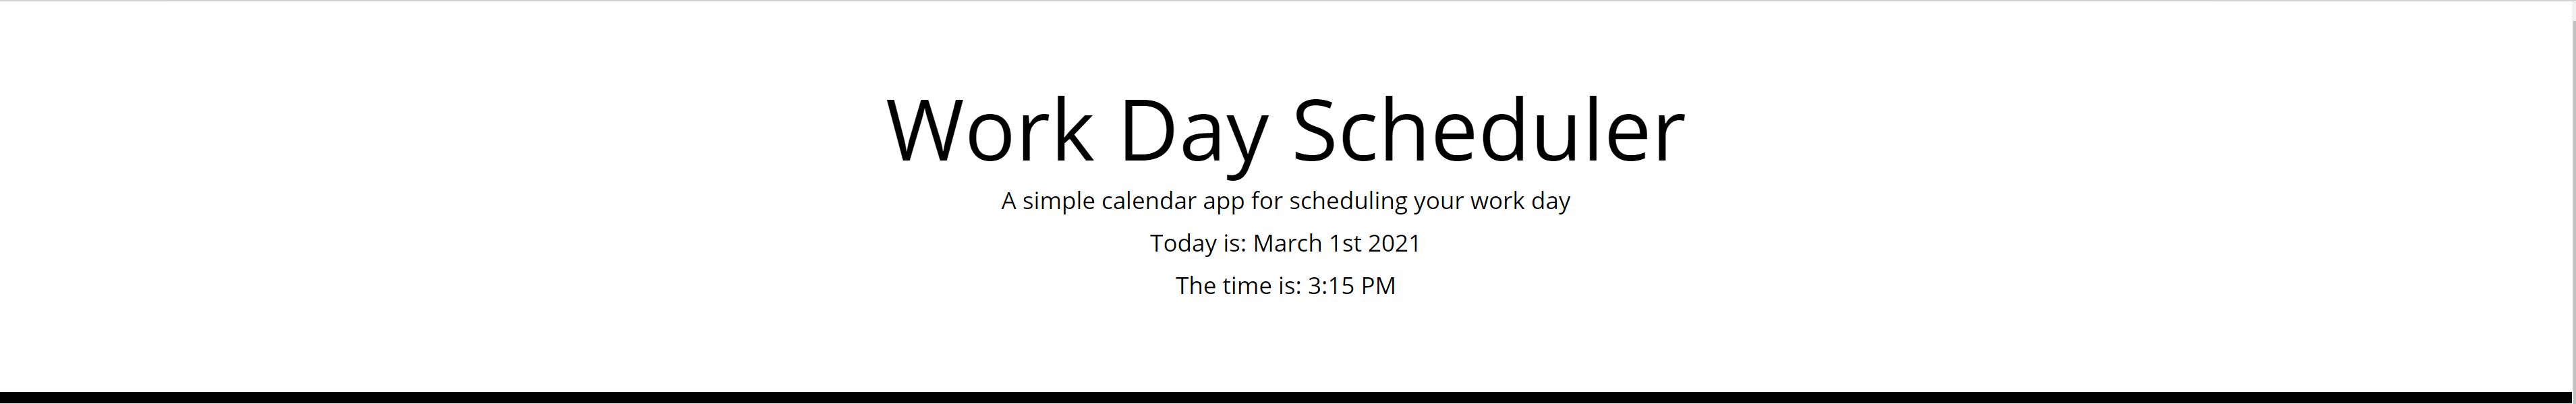 Work Day Scheduler
A simple calendar app for scheduling your work day
Today is: March 1st 2021
The time is: 3:15 PM